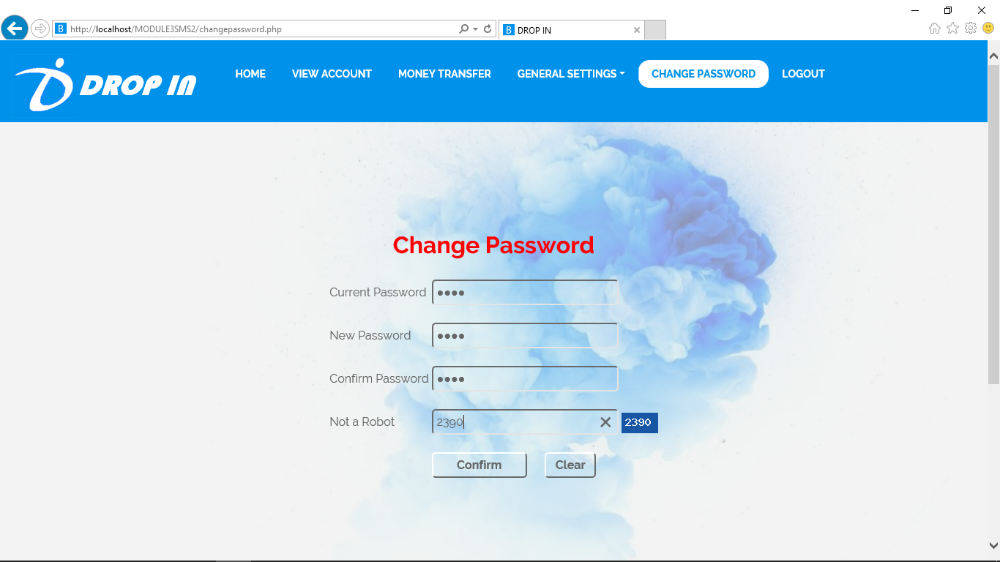 http://localhost/MODULE3SMS2/changepassword.php
B DROP IN
DROP IN
HOME VIEW ACCOUNT MONEY TRANSFER GENERAL SETTINGS CHANGE PASSWORD LOGOUT
Change Password
Current Password
New Password
Confirm Password
Not a Robot 2390 2390
Confirm Clear